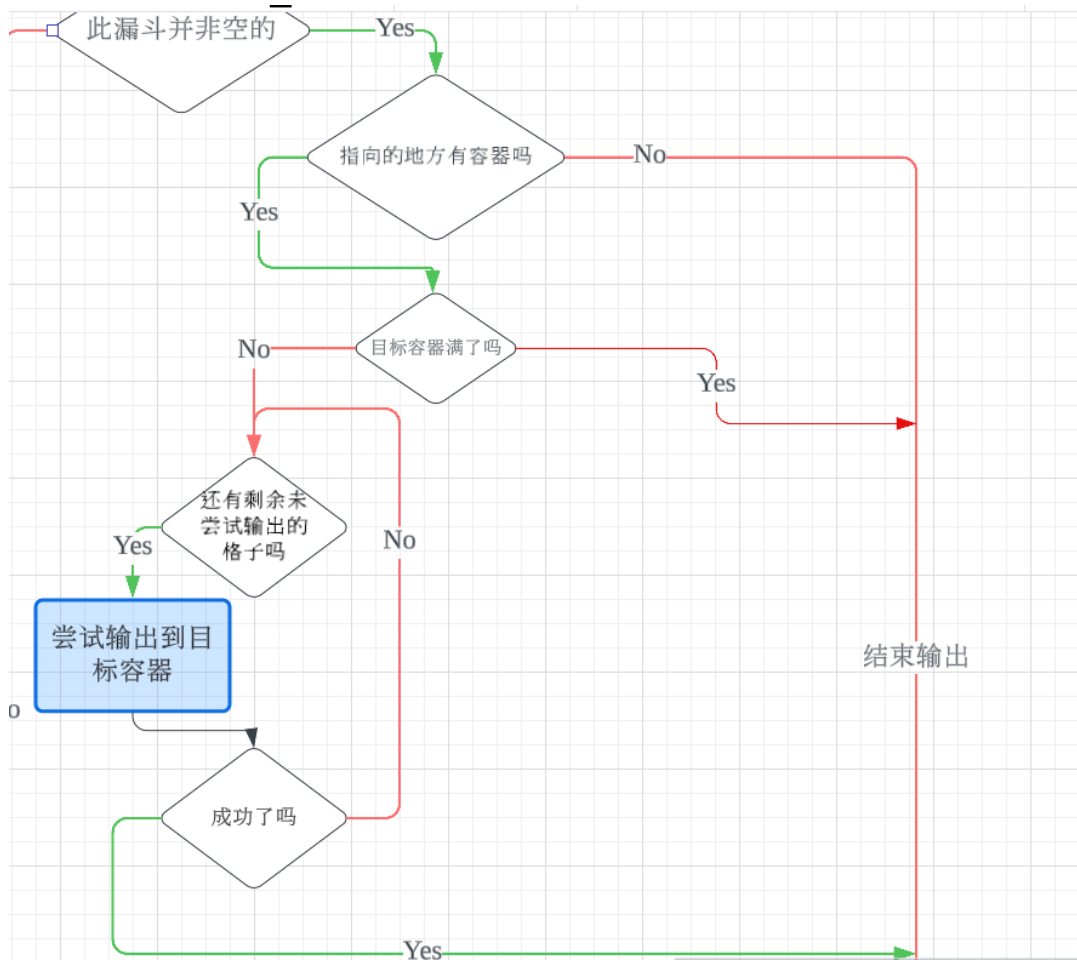 此漏斗并非空的
Yes
指向的地方有容器吗
No
Yes
目标容器满了吗
No
Yes
还有剩余未
尝试输出的
格子吗
Yes
No
尝试输出到目
标容器
结束输出
o
成功了吗
Yes